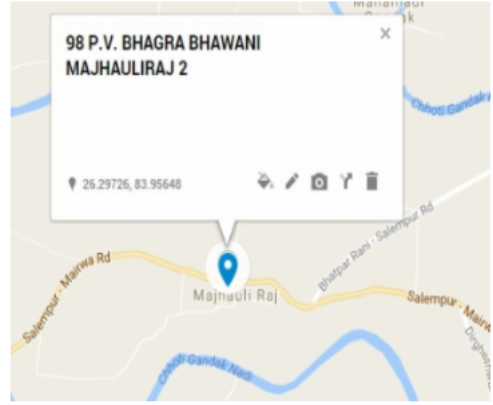 98 P.V. BHAGRA BHAWANI
MAJHAULIRAJ 2
26.29726, 83.95648
Chhoti Gandak
Bhatpar Rani - Salempur Rd
Salempur - Mairwa Rd
Majhauli Raj
Salempur - Mairw
Chhoti Gandak Nadi